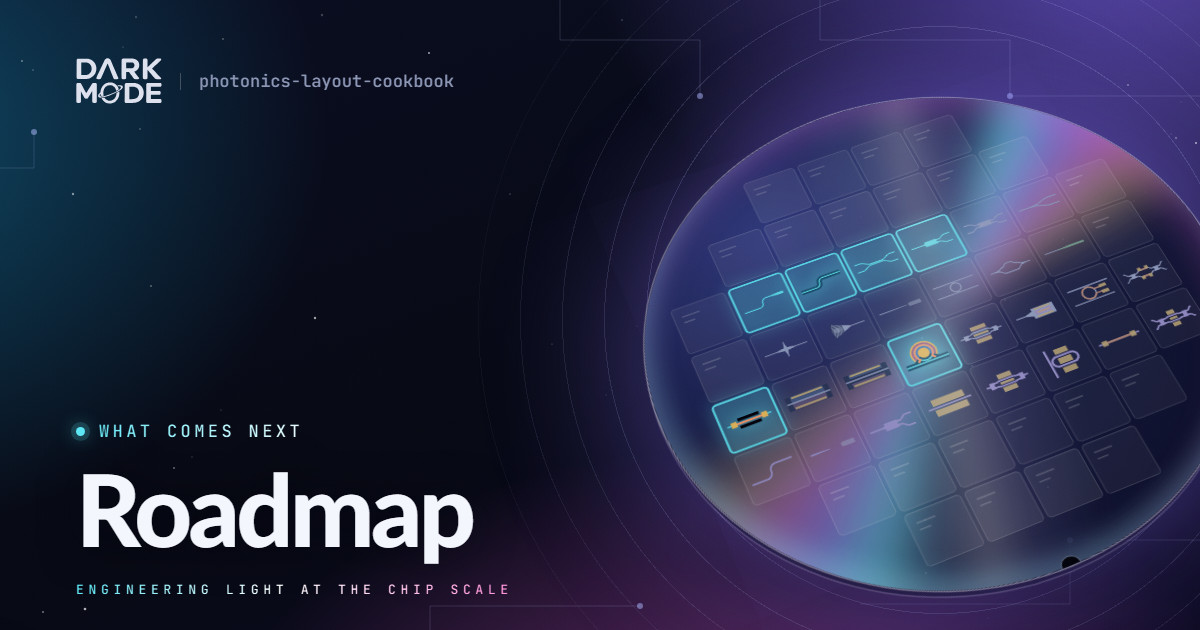 DARK
MODE
photonics-layout-cookbook
WHAT COMES NEXT
Roadmap
ENGINEERING LIGHT AT THE CHIP SCALE